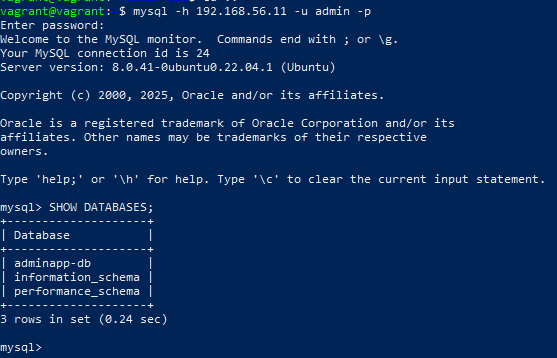 vagrant@vagrant: $ mysql -h 192.168.56.11 -u admin -p
Enter password:
Welcome to the MySQL monitor.  Commands end with ; or \g.
Your MySQL connection id is 24
Server version: 8.0.41-0ubuntu0.22.04.1 (Ubuntu)

Copyright (c) 2000, 2025, Oracle and/or its affiliates.

Oracle is a registered trademark of Oracle Corporation and/or its
affiliates. Other names may be trademarks of their respective
owners.

Type 'help;' or '\h' for help. Type '\c' to clear the current input statement.

mysql> SHOW DATABASES;
+--------------------+
| Database           |
+--------------------+
| adminapp-db        |
| information_schema |
| performance_schema |
+--------------------+
3 rows in set (0.24 sec)

mysql>